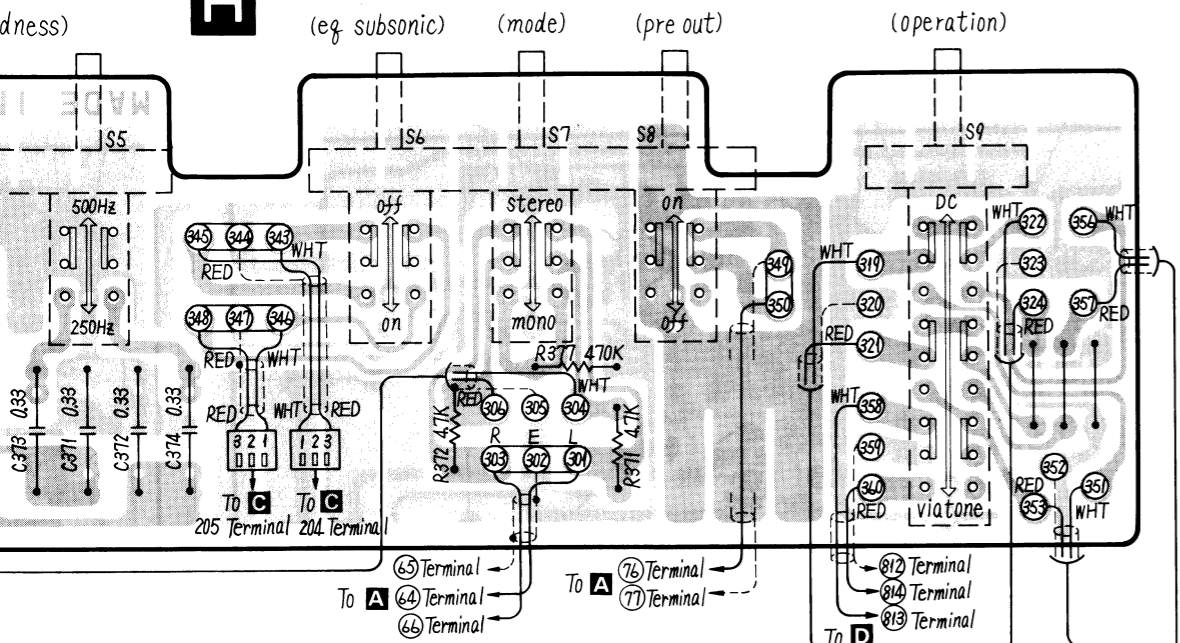 dness)
(eq subsonic)
(mode)
(pre out)
(operation)
MADE
S5
S6
S7
S8
S9
500Hz
250Hz
off
on
stereo
mono
on
off
DC
viatone
345 344 343
WHT
RED
348 347 346
RED
WHT
RED
WHT
RED
3 2 1
1 2 3
To C
205 Terminal
To C
204 Terminal
C373 0.33
C371 0.33
C372 0.33
C374 0.33
R377 470K
WHT
RED
306 305 304
R E L
303 302 301
R372 4.7K
R371 4.7K
349
350
WHT
319
320
RED
321
WHT
358
359
360
RED
WHT
322
323
324
RED
354
WHT
357
RED
352
RED
353
351
WHT
To A
65 Terminal
64 Terminal
66 Terminal
To A
76 Terminal
77 Terminal
812 Terminal
814 Terminal
813 Terminal
To D